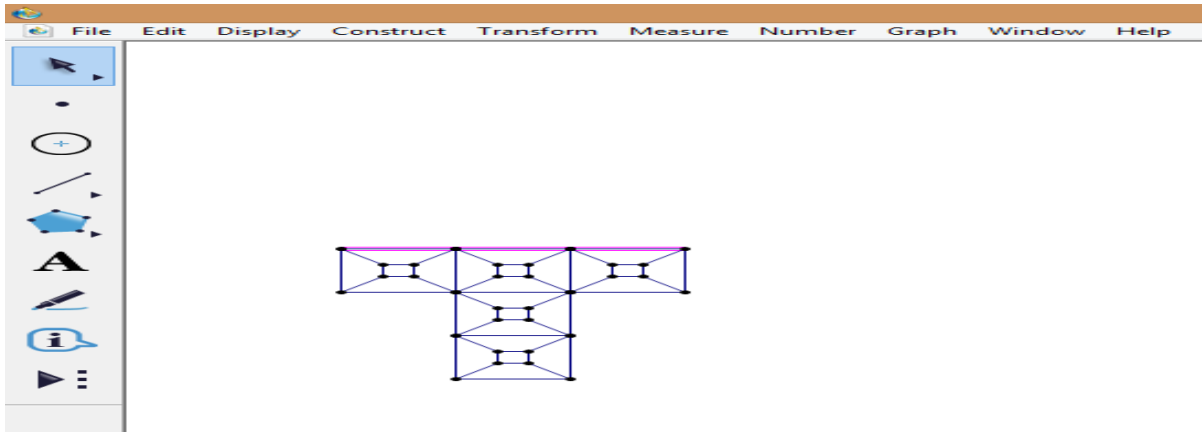 File Edit Display Construct Transform Measure Number Graph Window Help
A
i